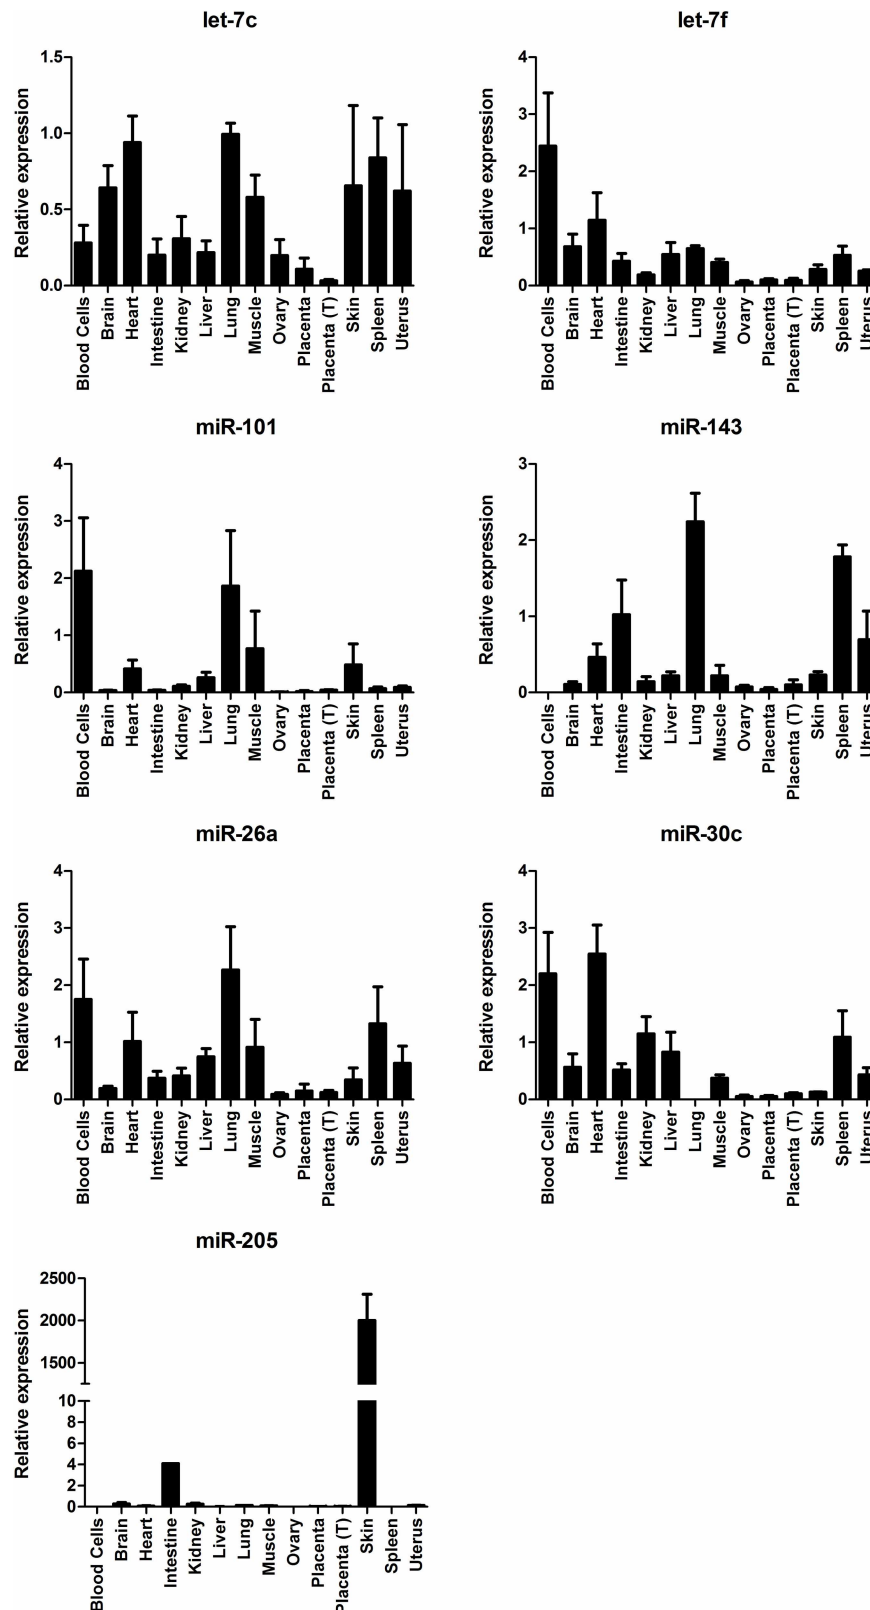 let-7c
let-7f
Relative expression
1.5
1.0
0.5
0.0
Blood Cells
Brain
Heart
Intestine
Kidney
Liver
Lung
Muscle
Ovary
Placenta
Placenta (T)
Skin
Spleen
Uterus
Relative expression
4
3
2
1
0
Blood Cells
Brain
Heart
Intestine
Kidney
Liver
Lung
Muscle
Ovary
Placenta
Placenta (T)
Skin
Spleen
Uterus
miR-101
miR-143
Relative expression
4
3
2
1
0
Blood Cells
Brain
Heart
Intestine
Kidney
Liver
Lung
Muscle
Ovary
Placenta
Placenta (T)
Skin
Spleen
Uterus
Relative expression
3
2
1
0
Blood Cells
Brain
Heart
Intestine
Kidney
Liver
Lung
Muscle
Ovary
Placenta
Placenta (T)
Skin
Spleen
Uterus
miR-26a
miR-30c
Relative expression
4
3
2
1
0
Blood Cells
Brain
Heart
Intestine
Kidney
Liver
Lung
Muscle
Ovary
Placenta
Placenta (T)
Skin
Spleen
Uterus
Relative expression
4
3
2
1
0
Blood Cells
Brain
Heart
Intestine
Kidney
Liver
Lung
Muscle
Ovary
Placenta
Placenta (T)
Skin
Spleen
Uterus
miR-205
Relative expression
2500
2000
1500
10
8
6
4
2
0
Blood Cells
Brain
Heart
Intestine
Kidney
Liver
Lung
Muscle
Ovary
Placenta
Placenta (T)
Skin
Spleen
Uterus